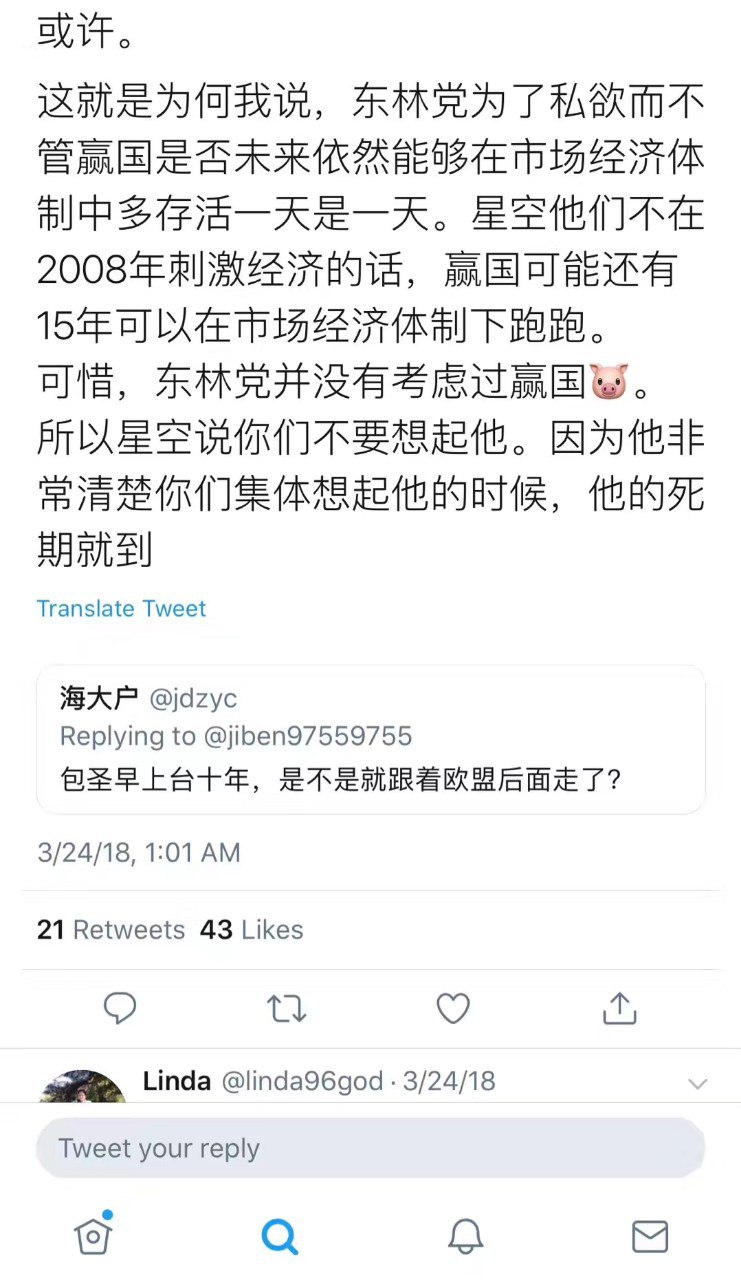 或许。
这就是为何我说，东林党为了私欲而不
管赢国是否未来依然能够在市场经济体
制中多存活一天是一天。星空他们不在
2008年刺激经济的话，赢国可能还有
15年可以在市场经济体制下跑跑。
可惜，东林党并没有考虑过赢国🐷。
所以星空说你们不要想起他。因为他非
常清楚你们集体想起他的时候，他的死
期就到
Translate Tweet
海大户 @jdzyc
Replying to @jiben97559755
包圣早上台十年，是不是就跟着欧盟后面走了?
3/24/18, 1:01 AM
21 Retweets 43 Likes
Linda @linda96god · 3/24/18
Tweet your reply